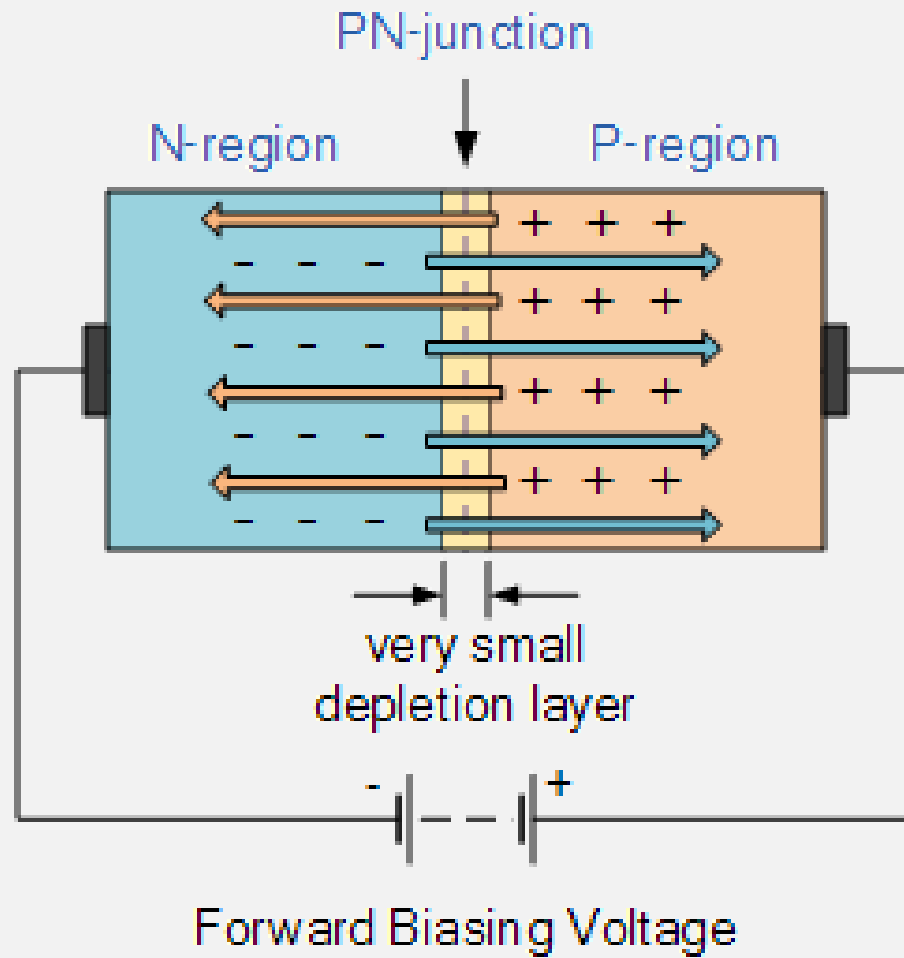 PN-junction
N-region
P-region
+ + +
- - -
+ + +
- - -
+ + +
- - -
+ + +
- - -
very small
depletion layer
- +
Forward Biasing Voltage